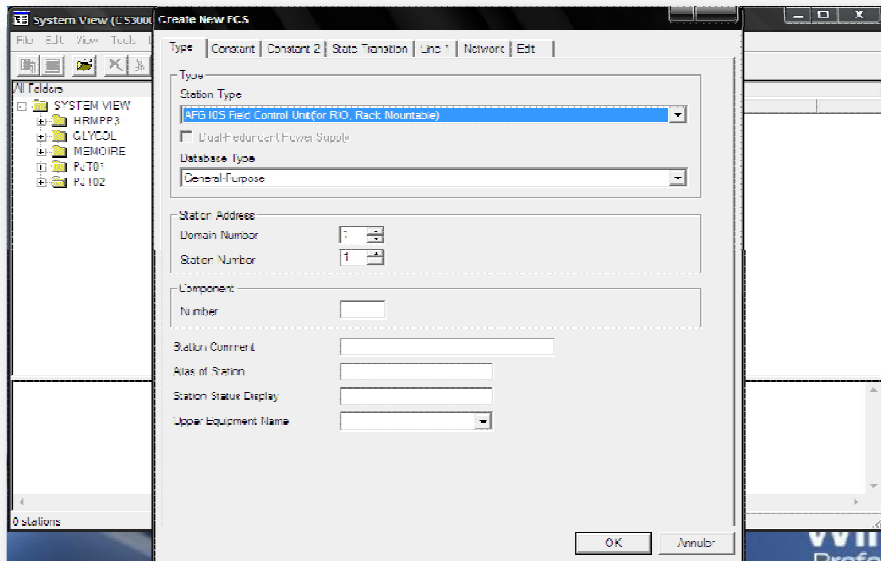 System View (CS3000
File Edit View Tools
All Folders
SYSTEM VIEW
HRMPP3
GLYCOL
MEMOIRE
PJT01
PJT02
0 stations
Create New FCS
Type Constant Constant 2 State Transition Line 1 Network Edit
Type
Station Type
AFG10S Field Control Unit(for RIO, Rack Mountable)
Dual-Redundant Power Supply
Database Type
General-Purpose
Station Address
Domain Number
Station Number 1
Component
Number
Station Comment
Alias of Station
Station Status Display
Upper Equipment Name
OK Annuler